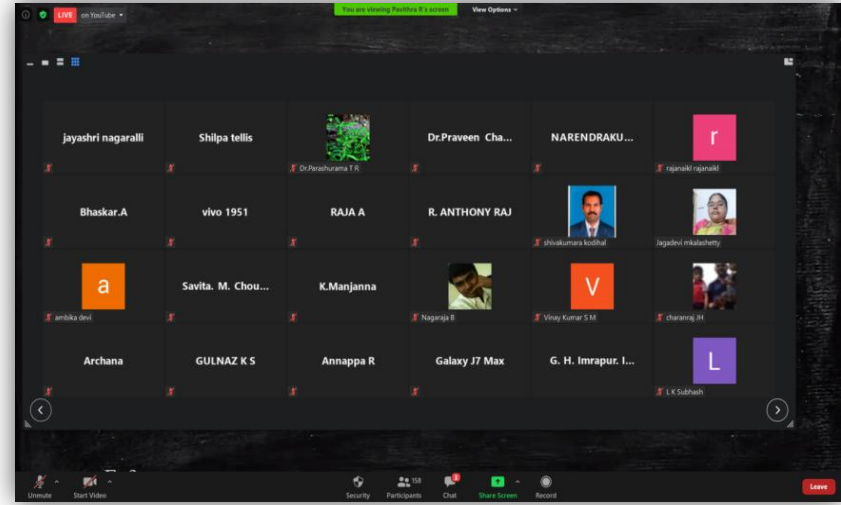 LIVE on YouTube
You are viewing Pavithra R's screen View Options
jayashri nagaralli Shilpa tellis Dr.Parashurama T R Dr.Praveen Cha... NARENDRAKU... r rajanaikl rajanaikl
Bhaskar.A vivo 1951 RAJA A R. ANTHONY RAJ shivakumara kodihal Jagadevi mkalashetty
a ambika devi Savita. M. Chou... K.Manjanna Nagaraja B V Vinay Kumar S M charanraj JH
Archana GULNAZ K S Annappa R Galaxy J7 Max G. H. Imrapur. I... L L K Subhash
Unmute Start Video Security Participants 158 Chat 3 Share Screen Record Leave